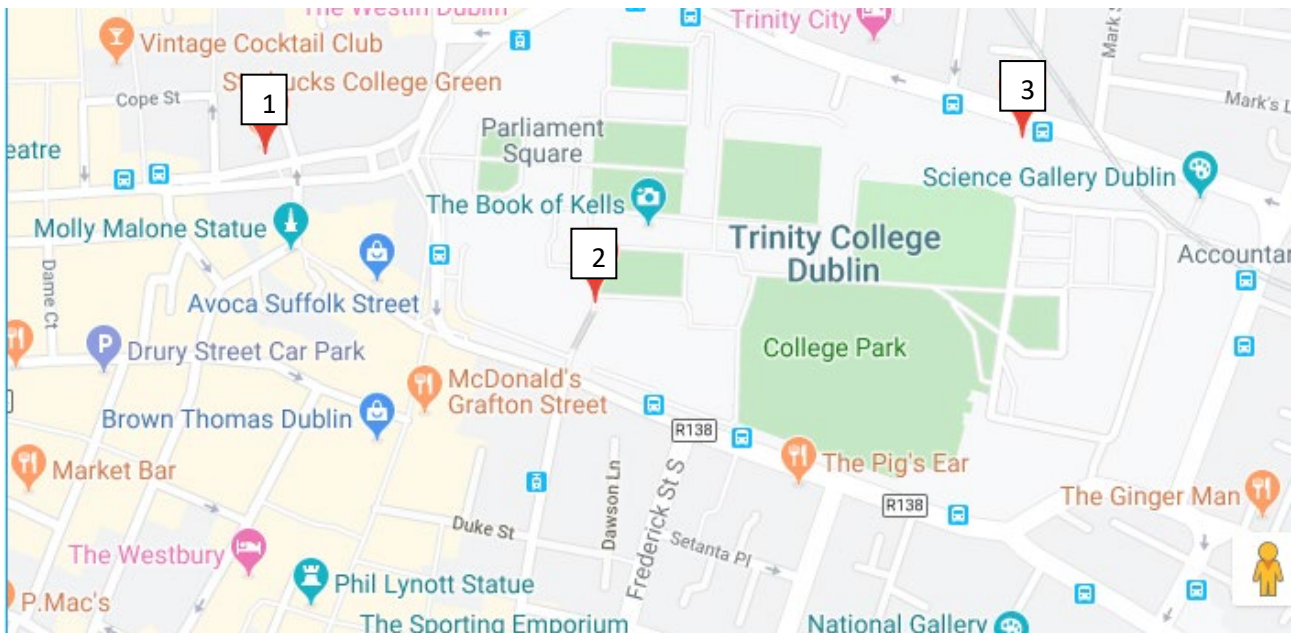 The Westin Dublin
Trinity City
Vintage Cocktail Club
Starbucks College Green
Cope St
1
3
Mark's L
Parliament
Square
eatre
Science Gallery Dublin
The Book of Kells
Molly Malone Statue
Trinity College
Dublin
2
Accountan
Dame Ct
Avoca Suffolk Street
P
Drury Street Car Park
College Park
McDonald's
Grafton Street
Brown Thomas Dublin
R138
Market Bar
The Pig's Ear
R138
The Ginger Man
Dawson Ln
Frederick St S
Duke St
Setanta Pl
The Westbury
Phil Lynott Statue
P.Mac's
The Sporting Emporium
National Gallery